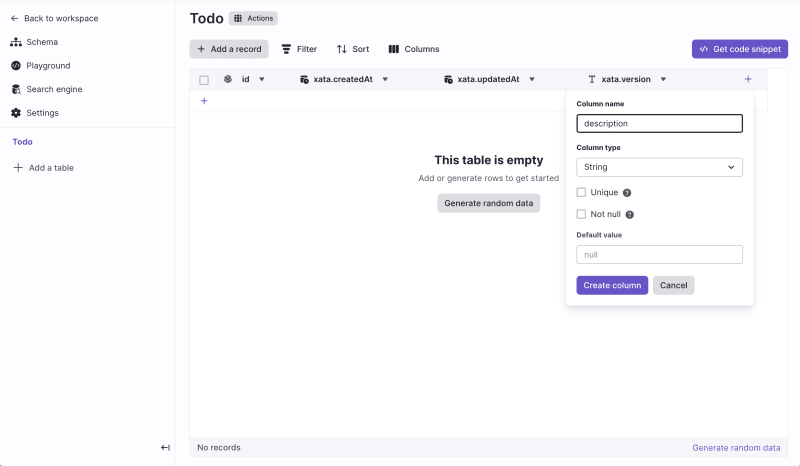 Back to workspace
Schema
Playground
Search engine
Settings
Todo
Add a table
Todo
Actions
Add a record
Filter
Sort
Columns
Get code snippet
id
xata.createdAt
xata.updatedAt
xata.version
This table is empty
Add or generate rows to get started
Generate random data
Column name
description
Column type
String
Unique
Not null
Default value
null
Create column
Cancel
No records
Generate random data